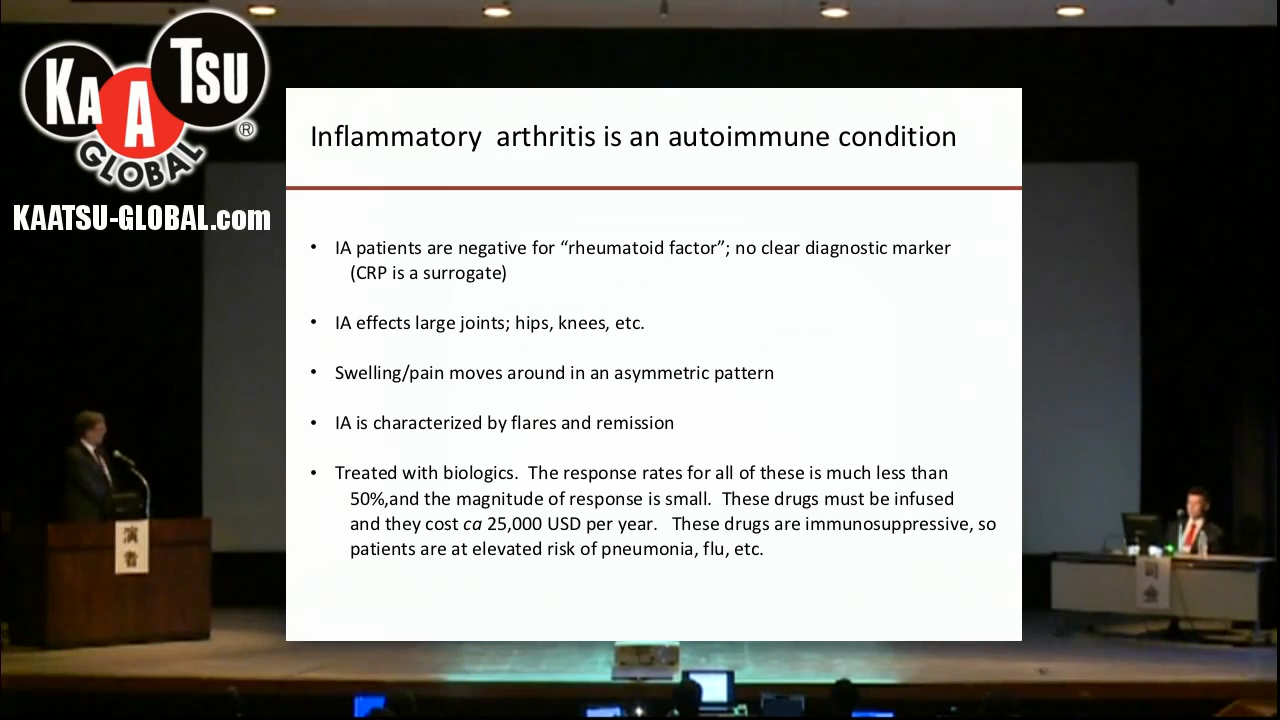 KAATSU
GLOBAL
®
KAATSU-GLOBAL.com
Inflammatory  arthritis is an autoimmune condition
• IA patients are negative for “rheumatoid factor”; no clear diagnostic marker
(CRP is a surrogate)
• IA effects large joints; hips, knees, etc.
• Swelling/pain moves around in an asymmetric pattern
• IA is characterized by flares and remission
• Treated with biologics.  The response rates for all of these is much less than
50%,and the magnitude of response is small.  These drugs must be infused
and they cost ca 25,000 USD per year.   These drugs are immunosuppressive, so
patients are at elevated risk of pneumonia, flu, etc.
演者
司会